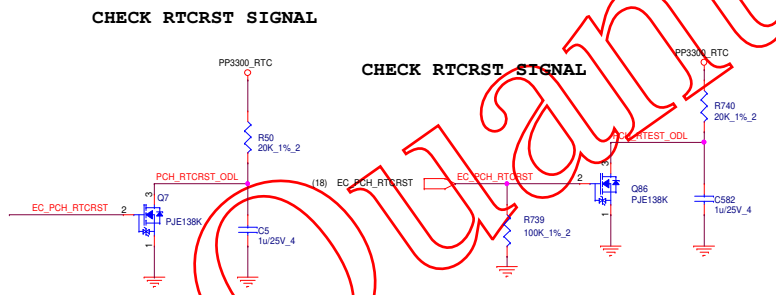 CHECK RTCRST SIGNAL
PP3300_RTC
R50
20K_1%_2
PCH_RTCRST_ODL
Q7
3
EC_PCH_RTCRST
2
PJE138K
1
C5
1u/25V_4
CHECK RTCRST SIGNAL
PP3300_RTC
R740
20K_1%_2
PCH_RTEST_ODL
3
(18) EC_PCH_RTCRST
EC_PCH_RTCRST
2
Q86
PJE138K
1
R739
100K_1%_2
C582
1u/25V_4